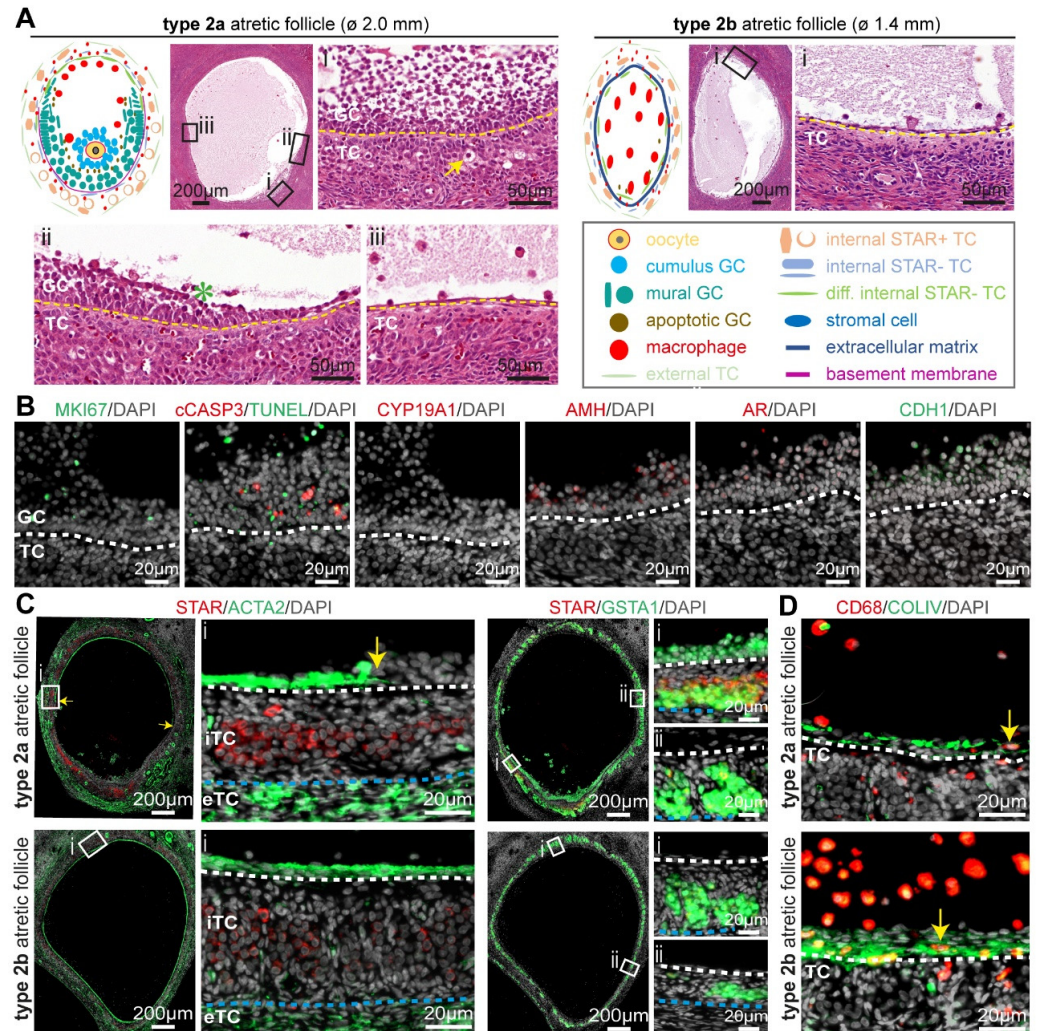 A
type 2a atretic follicle (ø 2.0 mm)
type 2b atretic follicle (ø 1.4 mm)
iii
ii
i
200µm
i
GC
TC
50µm
i
200µm
i
50µm
ii
GC
TC
50µm
iii
TC
50µm
oocyte
cumulus GC
mural GC
apoptotic GC
macrophage
external TC
internal STAR+ TC
internal STAR- TC
diff. internal STAR- TC
stromal cell
extracellular matrix
basement membrane
B
MKI67/DAPI
cCASP3/TUNEL/DAPI
CYP19A1
AMH/DAPI
AR/DAPI
CDH1/DAPI
GC
TC
20µm
20µm
20µm
20µm
20µm
20µm
C
STAR/ACTA2/DAPI
STAR/GSTA1/DAPI
D
CD68/COLIV/DAPI
type 2a atretic follicle
i
200µm
i
iTC
eTC
20µm
ii
i
200µm
i
20µm
ii
20µm
type 2a atretic follicle
TC
20µm
type 2b atretic follicle
i
200µm
i
iTC
eTC
20µm
i
ii
200µm
i
20µm
ii
20µm
type 2b atretic follicle
TC
20µm